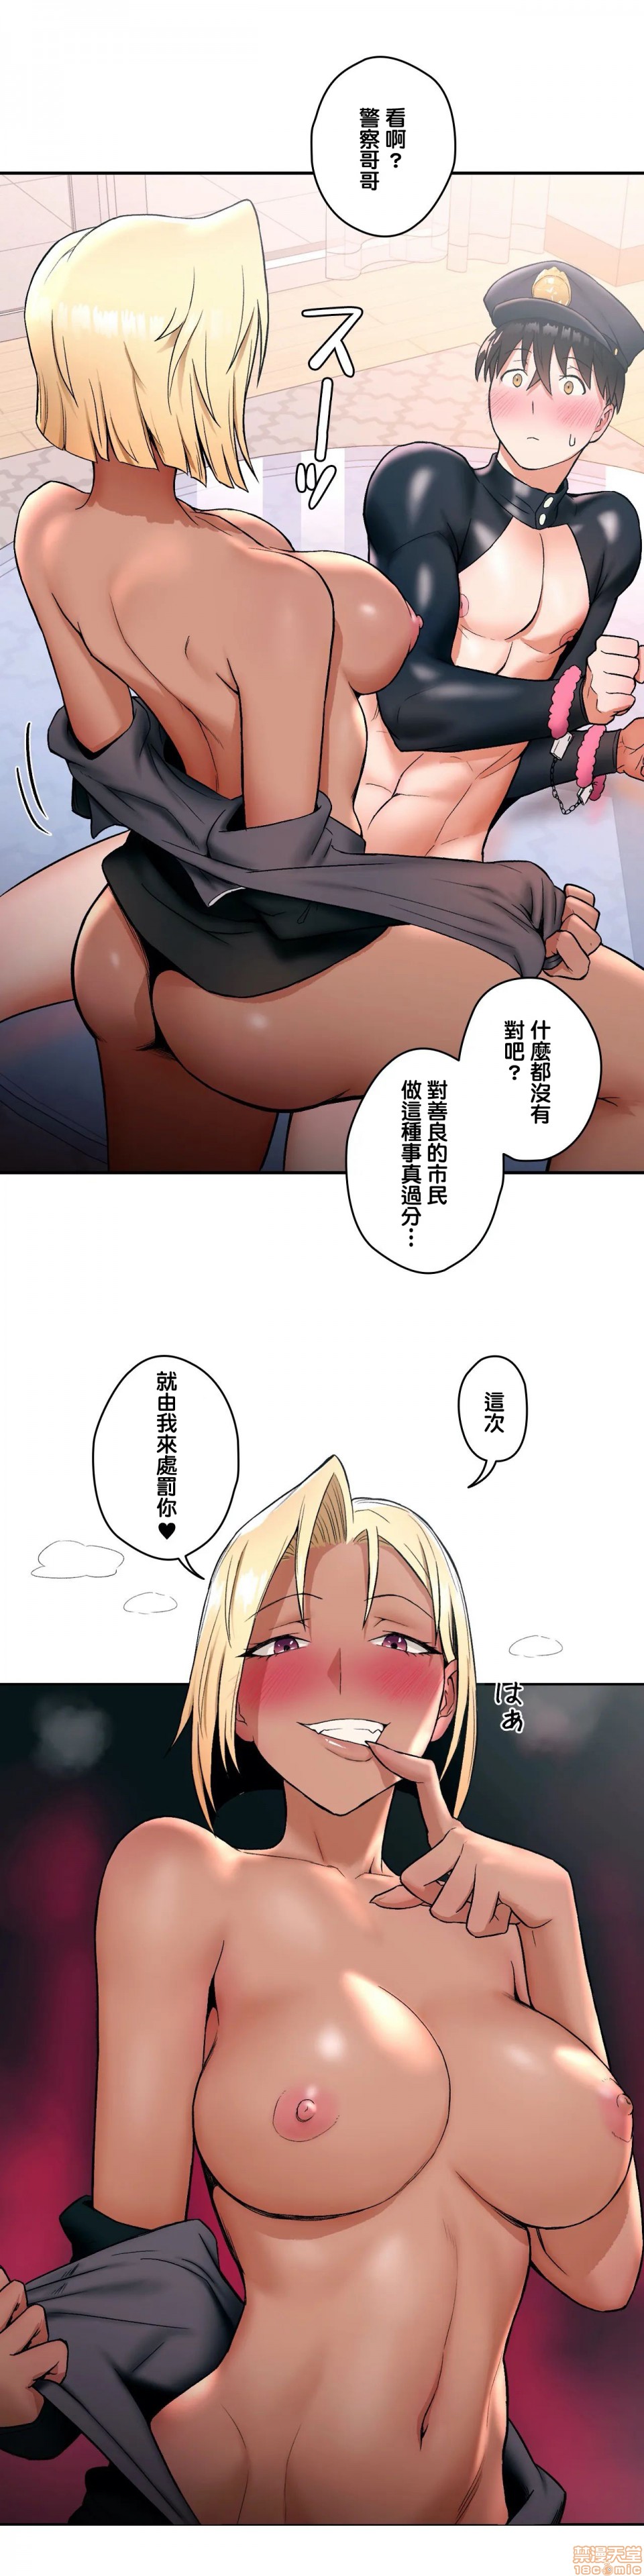 看啊？
警察哥哥
スーッ
什麼都沒有
對吧？
對善良的市民
做這種事真過分…
這次
就由我來處罰你♥
はぁ
禁漫天堂
18comic